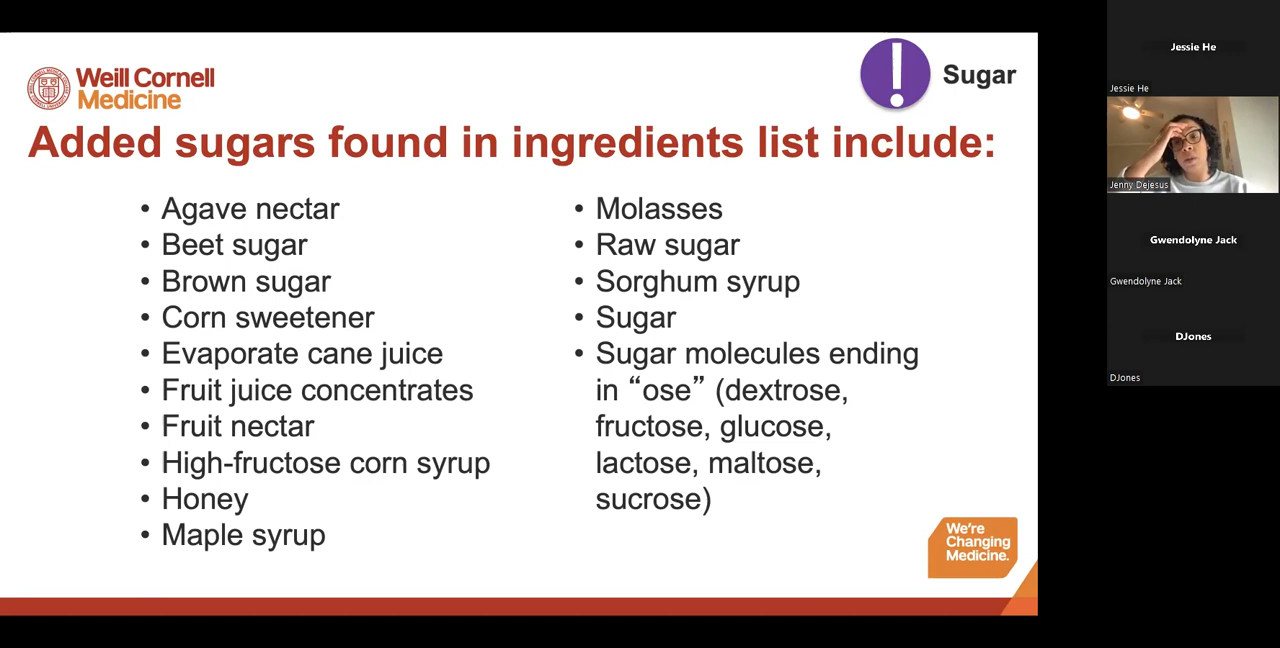 Weill Cornell
Medicine
! Sugar
Added sugars found in ingredients list include:
• Agave nectar
• Beet sugar
• Brown sugar
• Corn sweetener
• Evaporate cane juice
• Fruit juice concentrates
• Fruit nectar
• High-fructose corn syrup
• Honey
• Maple syrup
• Molasses
• Raw sugar
• Sorghum syrup
• Sugar
• Sugar molecules ending
in “ose” (dextrose,
fructose, glucose,
lactose, maltose,
sucrose)
We’re
Changing
Medicine.
Jessie He
Jessie He
Jenny Dejesus
Gwendolyne Jack
Gwendolyne Jack
DJones
DJones